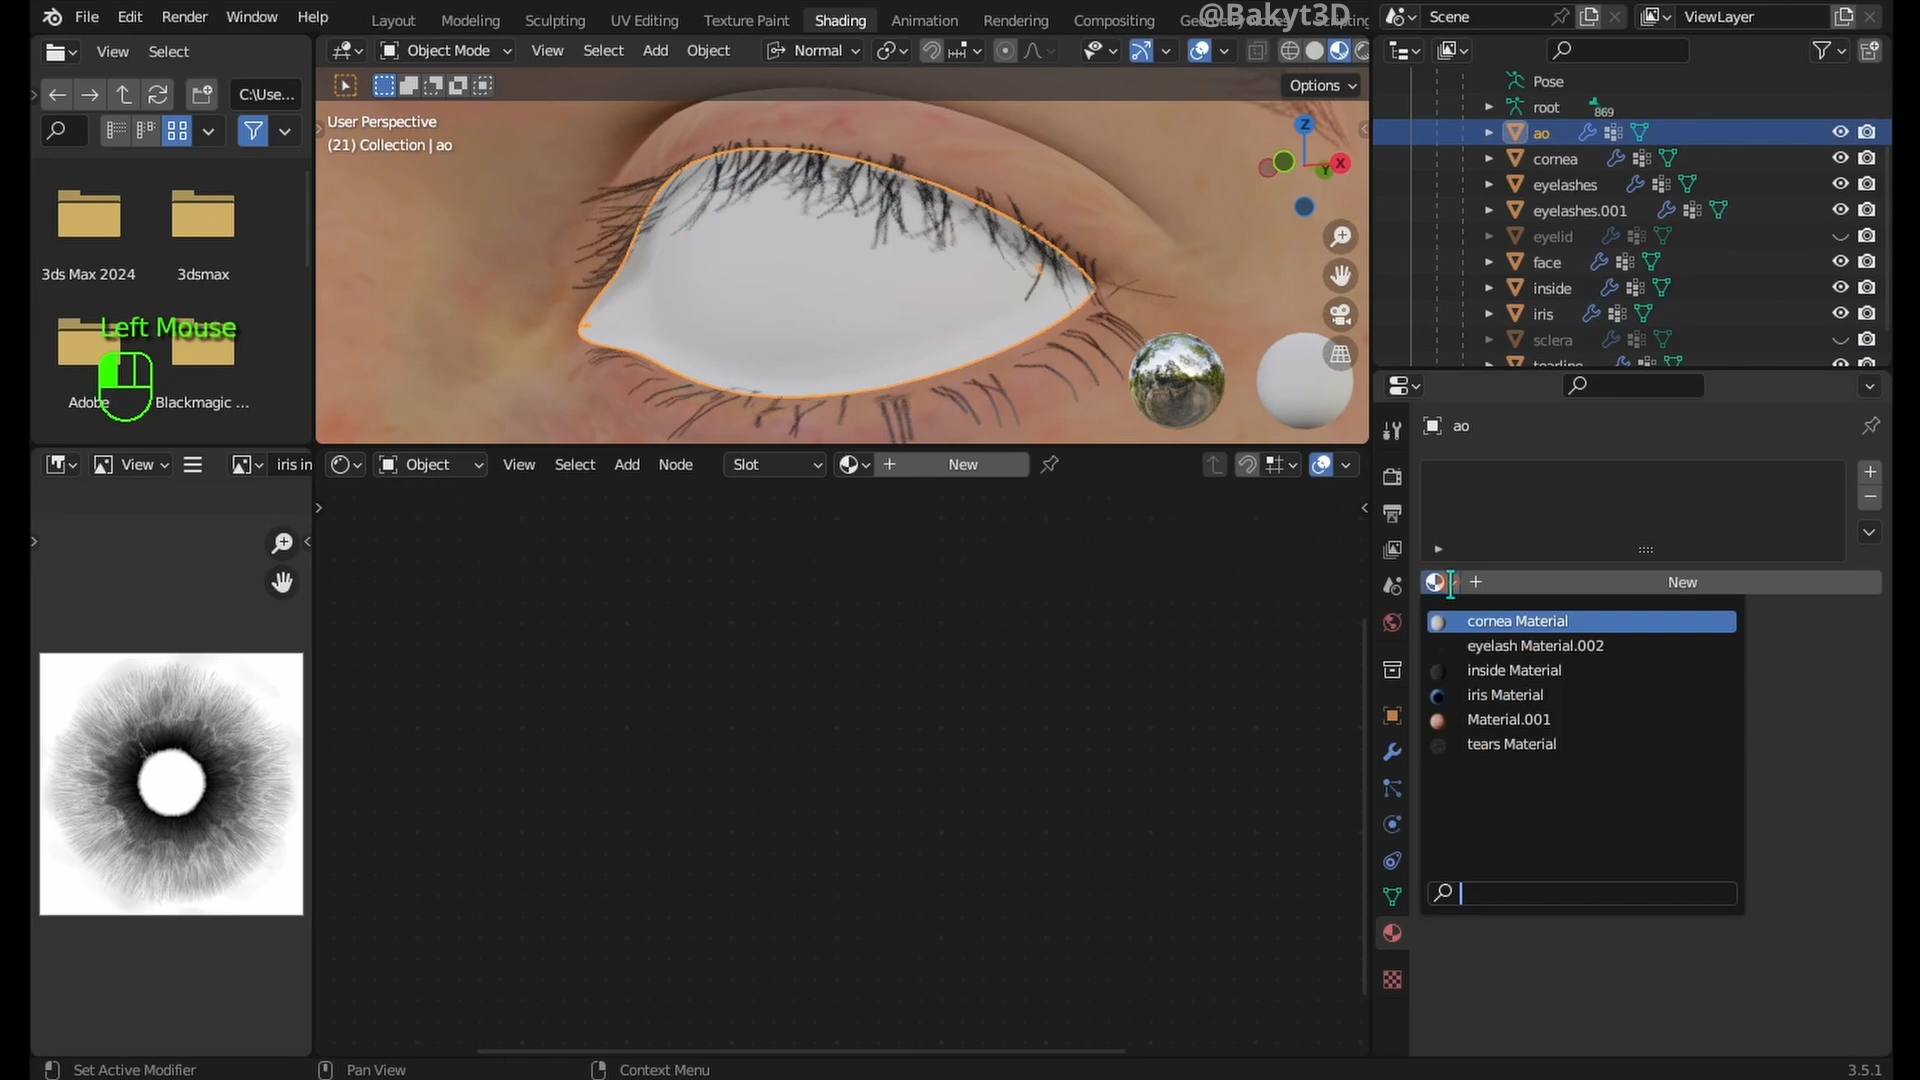 File Edit Render Window Help
Layout Modeling Sculpting UV Editing Texture Paint Shading Animation Rendering Compositing
@Bakyt3D
Scene
ViewLayer
View Select
Object Mode View Select Add Object Normal
C:\Use...
Options
User Perspective
(21) Collection | ao
Z
X
Y
3ds Max 2024 3dsmax
Left Mouse
Adobe Blackmagic ...
Pose
root
869
ao
cornea
eyelashes
eyelashes.001
eyelid
face
inside
iris
sclera
tearline
View iris in
Object View Select Add Node Slot New
ao
New
cornea Material
eyelash Material.002
inside Material
iris Material
Material.001
tears Material
Set Active Modifier Pan View Context Menu 3.5.1